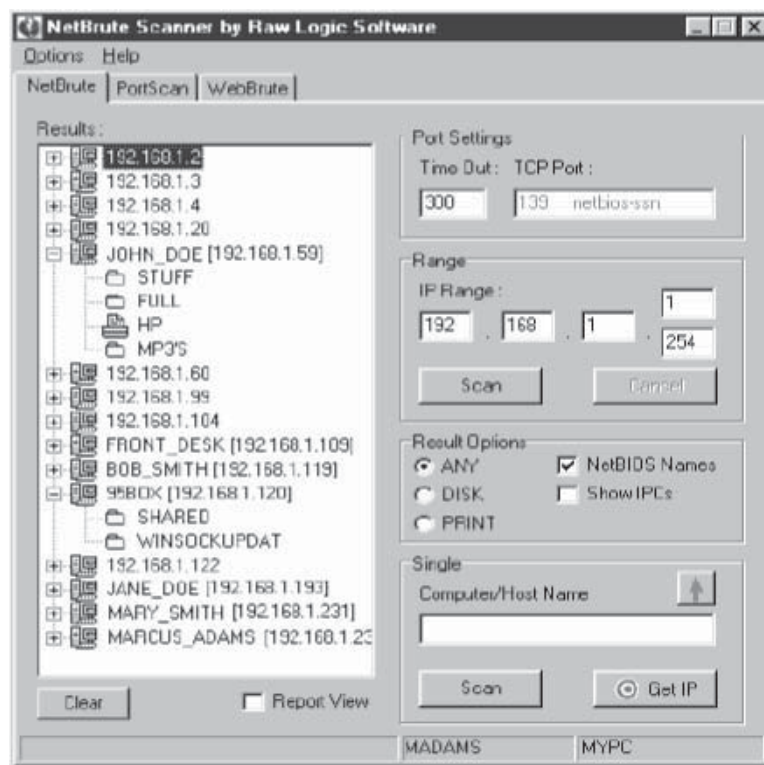 NetBrute Scanner by Raw Logic Software
Options Help
NetBrute PortScan WebBrute
Results:
192.168.1.2
192.168.1.3
192.168.1.4
192.168.1.20
JOHN_DOE [192.168.1.59]
STUFF
FULL
HP
MP3'S
192.168.1.60
192.168.1.99
192.168.1.104
FRONT_DESK [192.168.1.109]
BOB_SMITH [192.168.1.119]
95BOX [192.168.1.120]
SHARED
WINSOCKUPDAT
192.168.1.122
JANE_DOE [192.168.1.193]
MARY_SMITH [192.168.1.231]
MARCUS_ADAMS [192.168.1.23
Clear
Report View
Port Settings
Time Out: TCP Port:
300 139 netbios-ssn
Range
IP Range:
192 . 168 . 1 . 1
254
Scan Cancel
Result Options
ANY NetBIOS Names
DISK Show IPCs
PRINT
Single
Computer/Host Name
Scan Get IP
MADAMS MYPC